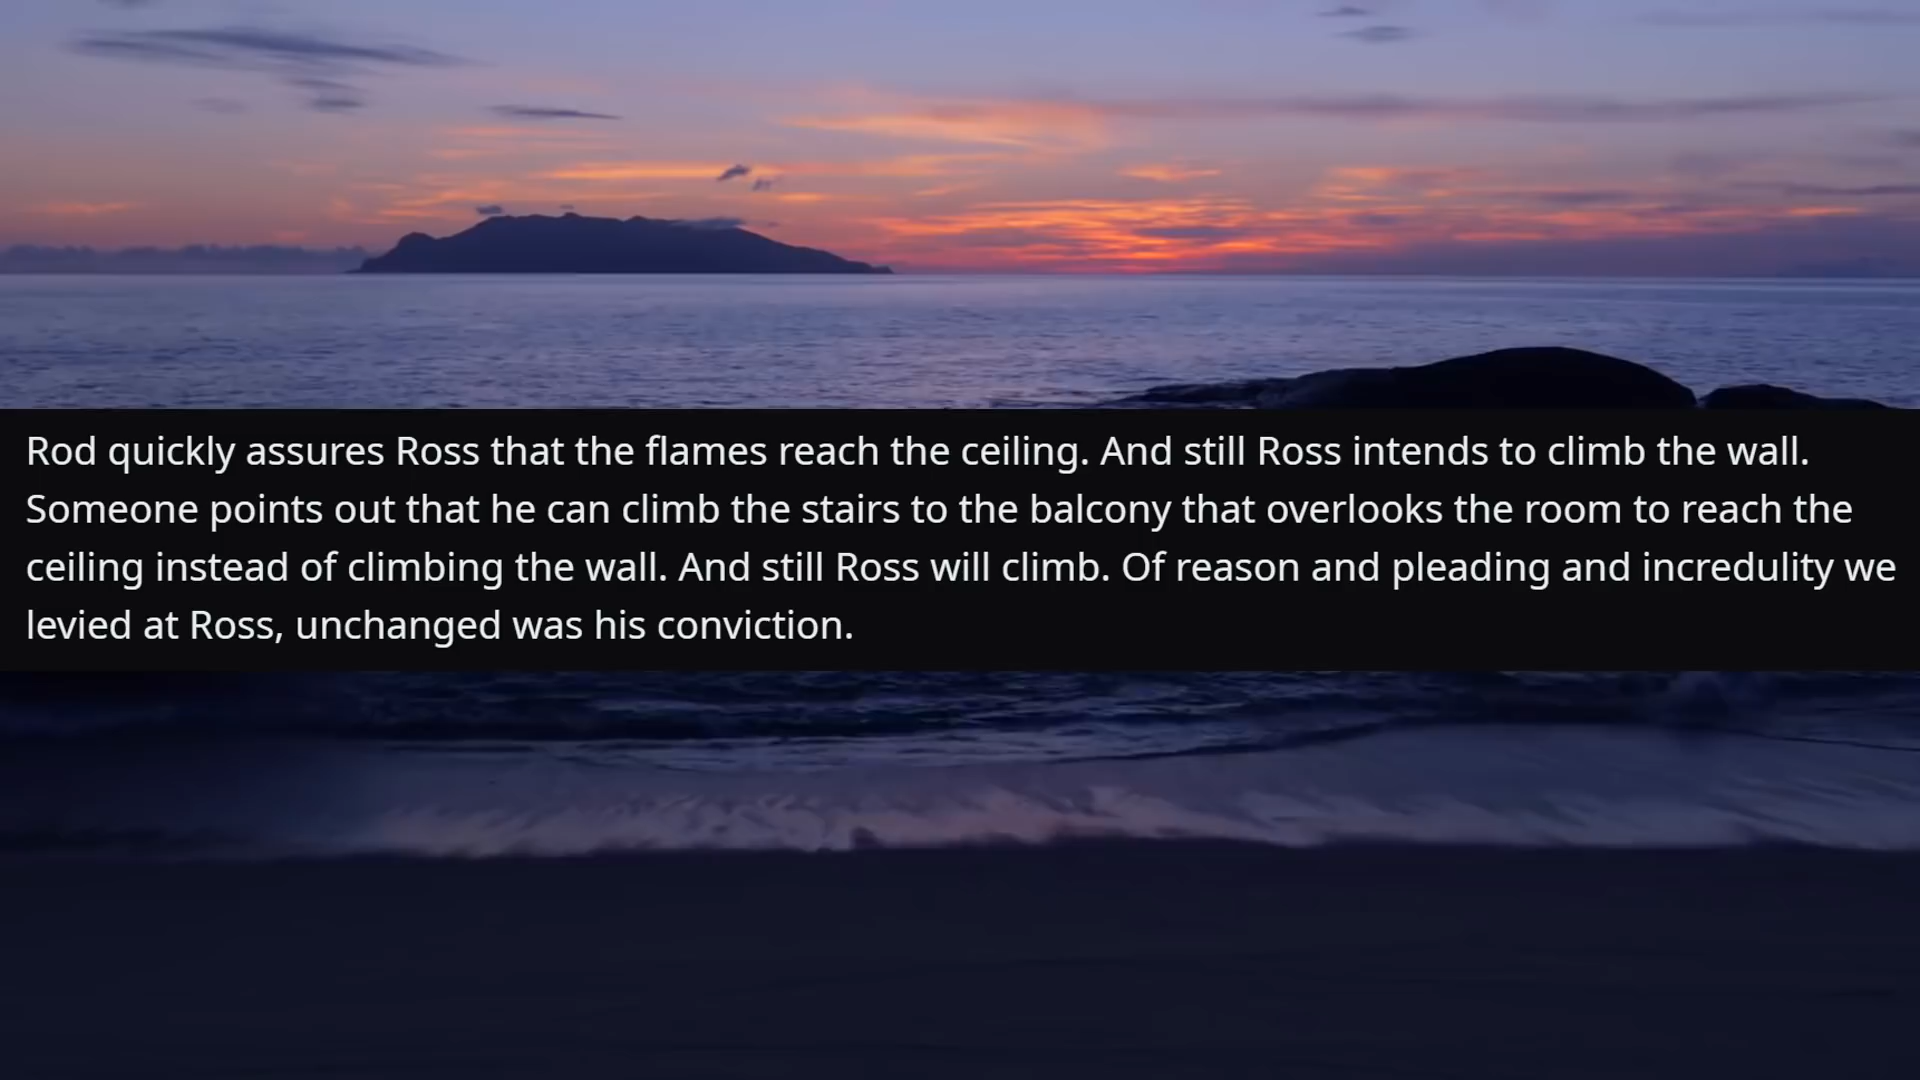 Rod quickly assures Ross that the flames reach the ceiling. And still Ross intends to climb the wall.
Someone points out that he can climb the stairs to the balcony that overlooks the room to reach the
ceiling instead of climbing the wall. And still Ross will climb. Of reason and pleading and incredulity we
levied at Ross, unchanged was his conviction.